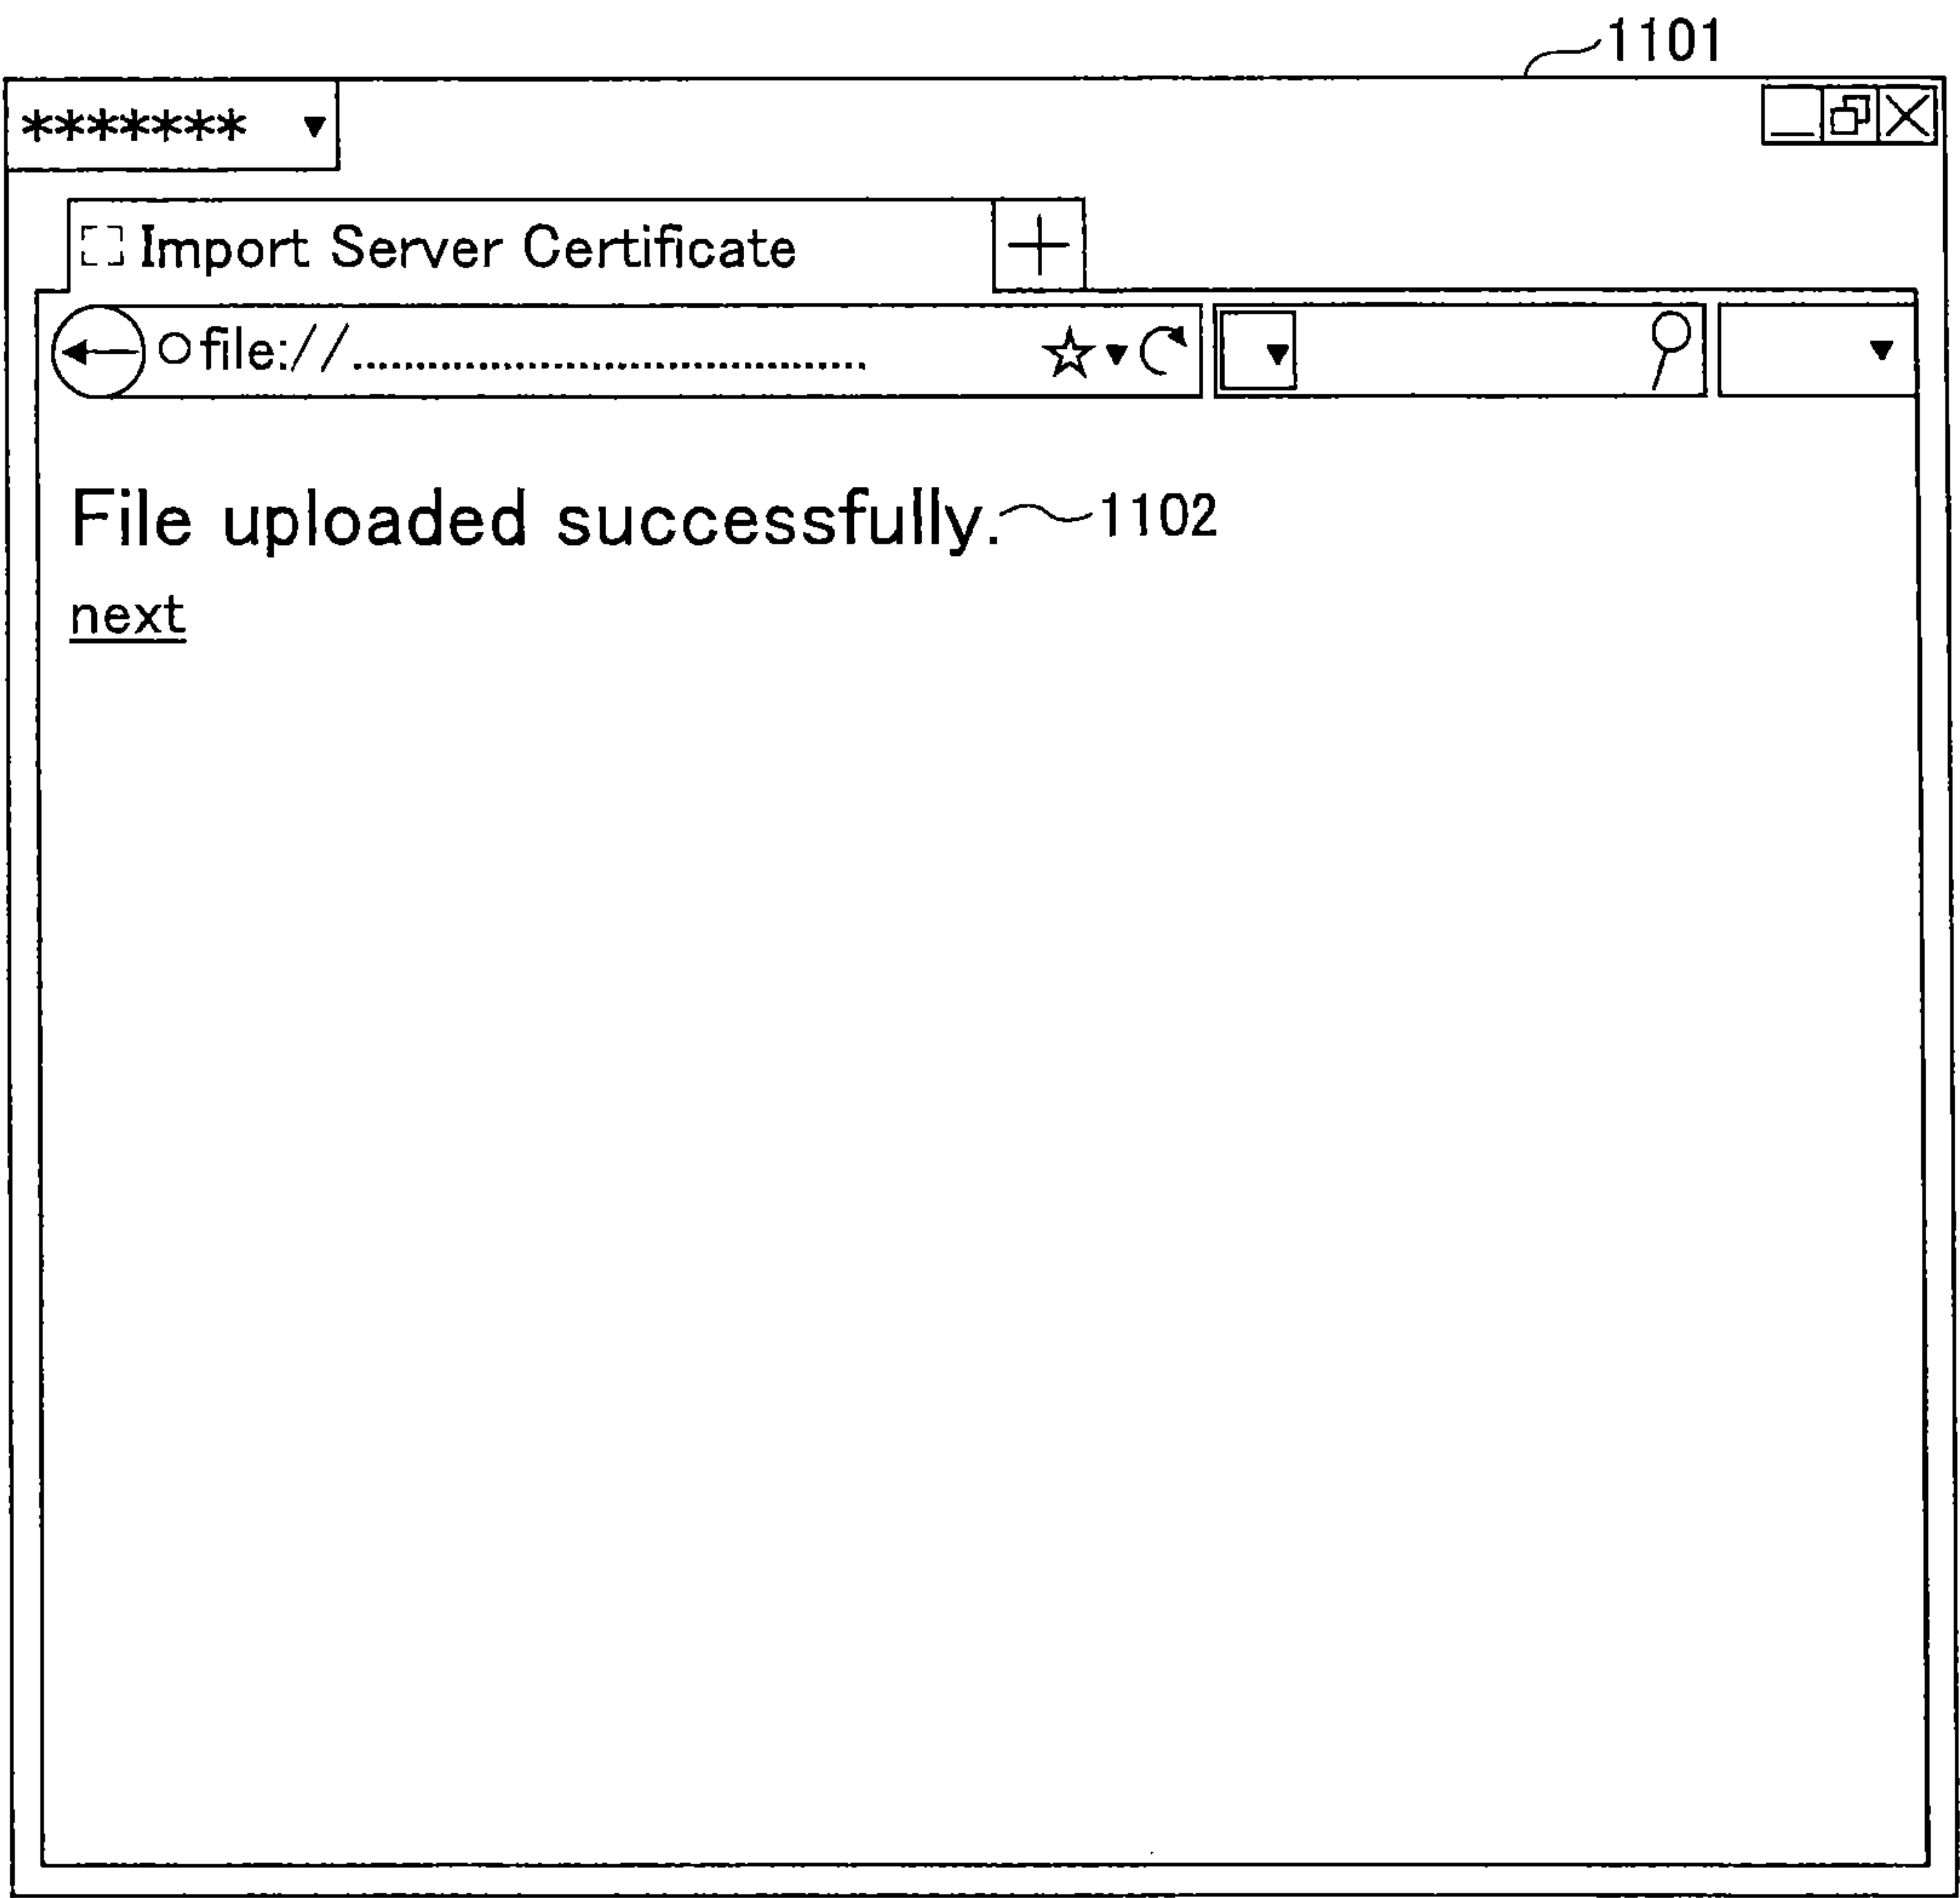 1101
*******
Import Server Certificate
file://........................................
File uploaded successfully. 1102
next